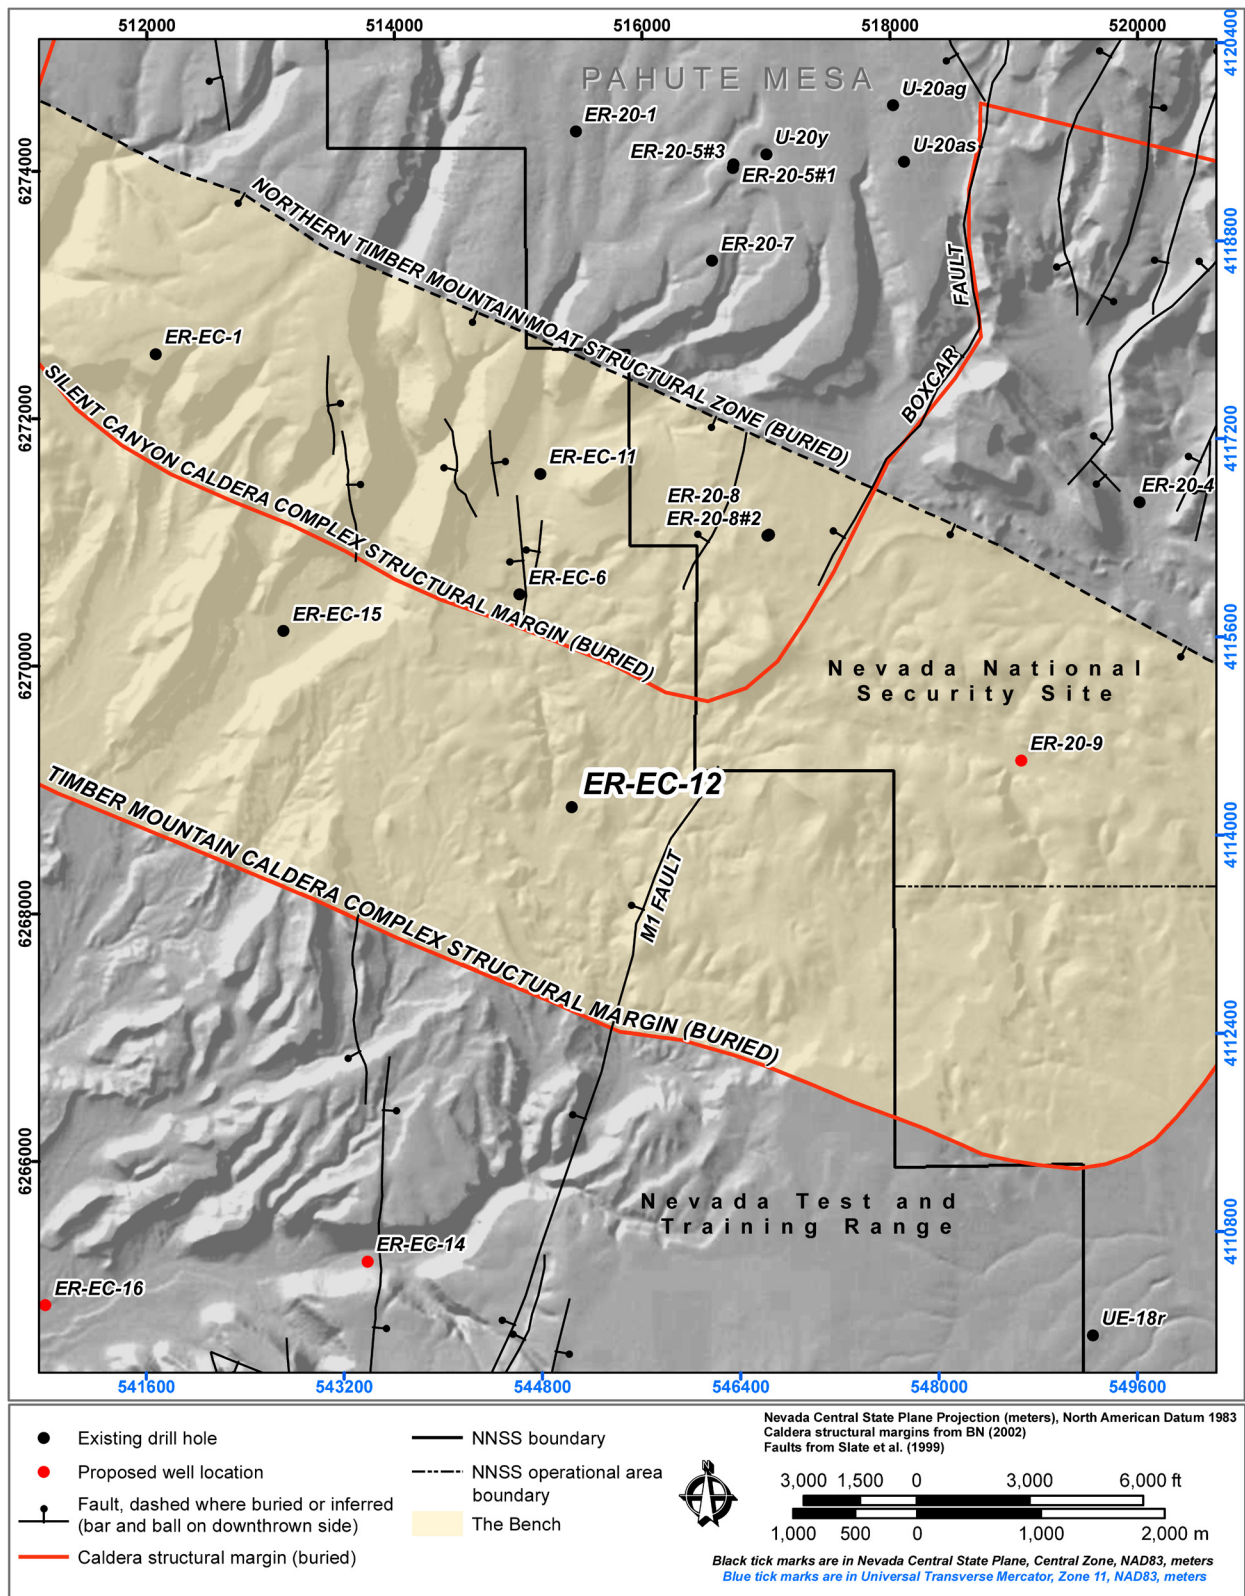 512000
514000
516000
518000
520000
4120400
PAHUTE MESA
U-20ag
ER-20-1
U-20y
U-20as
ER-20-5#3
ER-20-5#1
6274000
NORTHERN TIMBER MOUNTAIN MOAT STRUCTURAL ZONE (BURIED)
4118800
ER-20-7
BOXCAR FAULT
ER-EC-1
SILENT CANYON CALDERA COMPLEX STRUCTURAL MARGIN (BURIED)
6272000
4117200
ER-EC-11
ER-20-8
ER-20-8#2
ER-20-4
ER-EC-6
ER-EC-15
4115600
6270000
Nevada National
Security Site
ER-20-9
ER-EC-12
TIMBER MOUNTAIN CALDERA COMPLEX STRUCTURAL MARGIN (BURIED)
4114000
M1 FAULT
6268000
4112400
6266000
Nevada Test and
Training Range
4110800
ER-EC-14
ER-EC-16
UE-18r
541600
543200
544800
546400
548000
549600
Existing drill hole
Proposed well location
Fault, dashed where buried or inferred
(bar and ball on downthrown side)
Caldera structural margin (buried)
NNSS boundary
NNSS operational area
boundary
The Bench
Nevada Central State Plane Projection (meters), North American Datum 1983
Caldera structural margins from BN (2002)
Faults from Slate et al. (1999)
N
3,000 1,500 0 3,000 6,000 ft
1,000 500 0 1,000 2,000 m
Black tick marks are in Nevada Central State Plane, Central Zone, NAD83, meters
Blue tick marks are in Universal Transverse Mercator, Zone 11, NAD83, meters